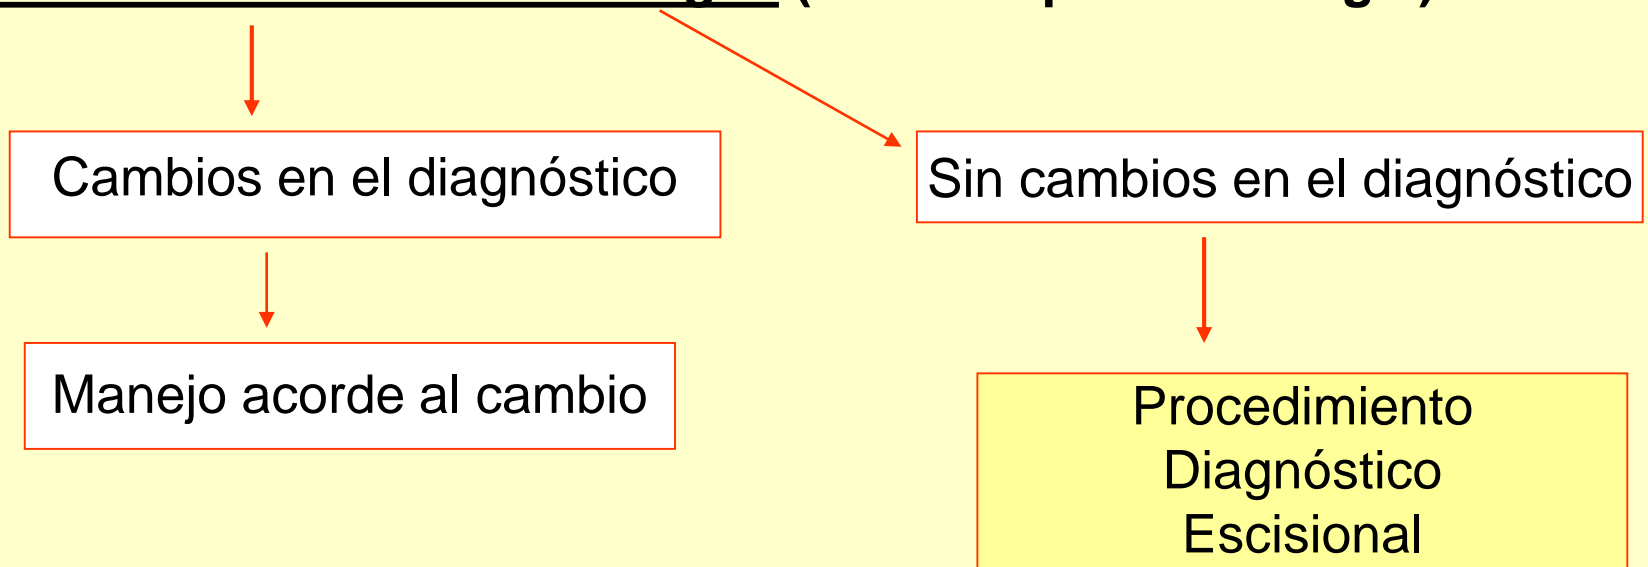 Cambios en el diagnóstico
Sin cambios en el diagnóstico
Manejo acorde al cambio
Procedimiento
Diagnóstico
Escisional